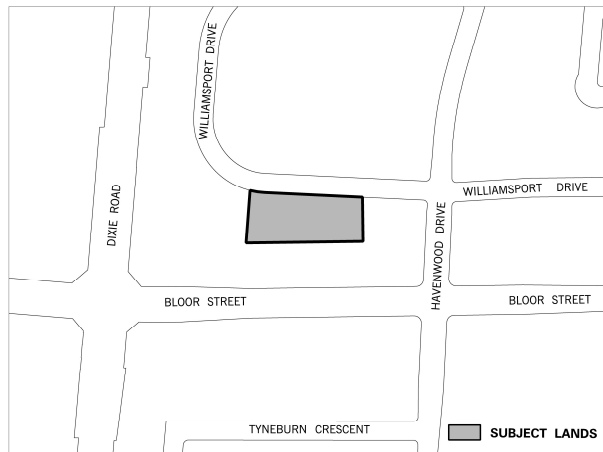 WILLIAMSPORT DRIVE
WILLIAMSPORT DRIVE
DIXIE ROAD
HAVENWOOD DRIVE
BLOOR STREET
BLOOR STREET
TYNEBURN CRESCENT
SUBJECT LANDS